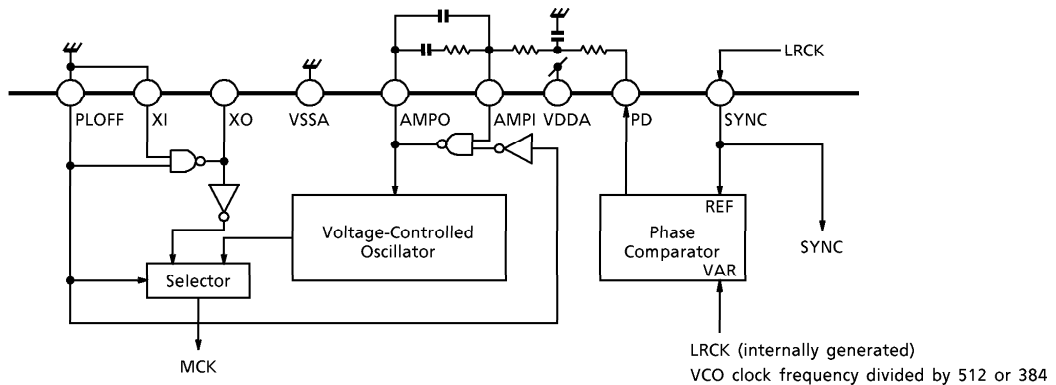 LRCK
PLOFF XI XO VSSA AMPO AMPI VDDA PD SYNC
REF
Voltage-Controlled
Oscillator
Phase
Comparator
SYNC
VAR
Selector
MCK
LRCK (internally generated)
VCO clock frequency divided by 512 or 384